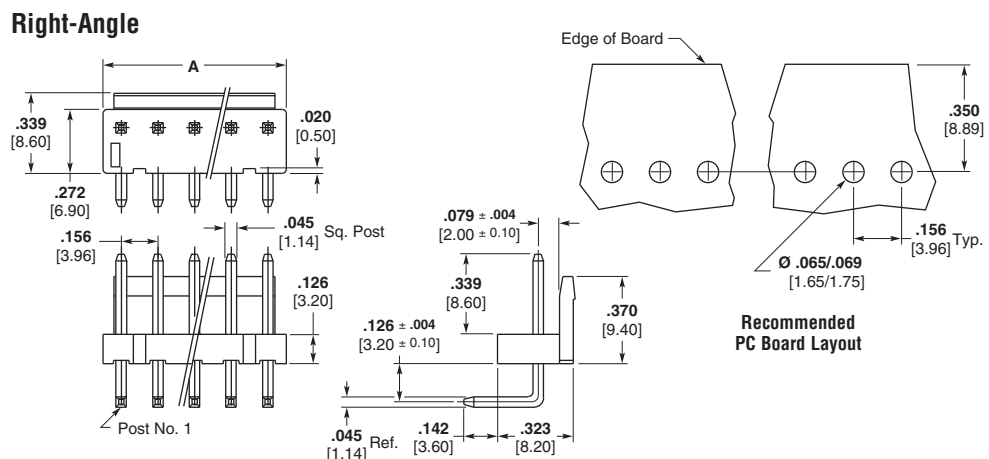 Right-Angle
A
.339
[8.60]
.020
[0.50]
.272
[6.90]
.156
[3.96]
.045
[1.14]
Sq. Post
.126
[3.20]
Post No. 1
.079 ± .004
[2.00 ± 0.10]
.339
[8.60]
.126 ± .004
[3.20 ± 0.10]
.370
[9.40]
.045
[1.14]
Ref.
.142
[3.60]
.323
[8.20]
Edge of Board
.350
[8.89]
.156
[3.96]
Typ.
Ø .065/.069
[1.65/1.75]
Recommended
PC Board Layout